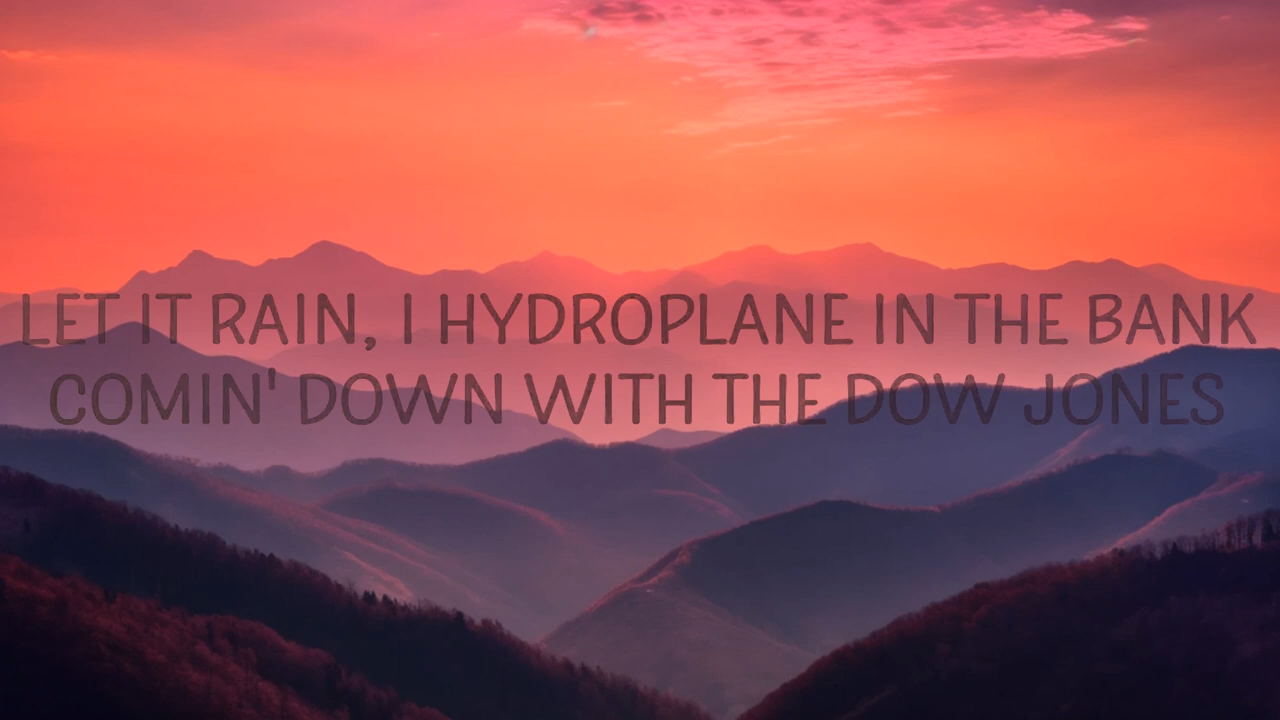 LET IT RAIN, I HYDROPLANE IN THE BANK
COMIN' DOWN WITH THE DOW JONES